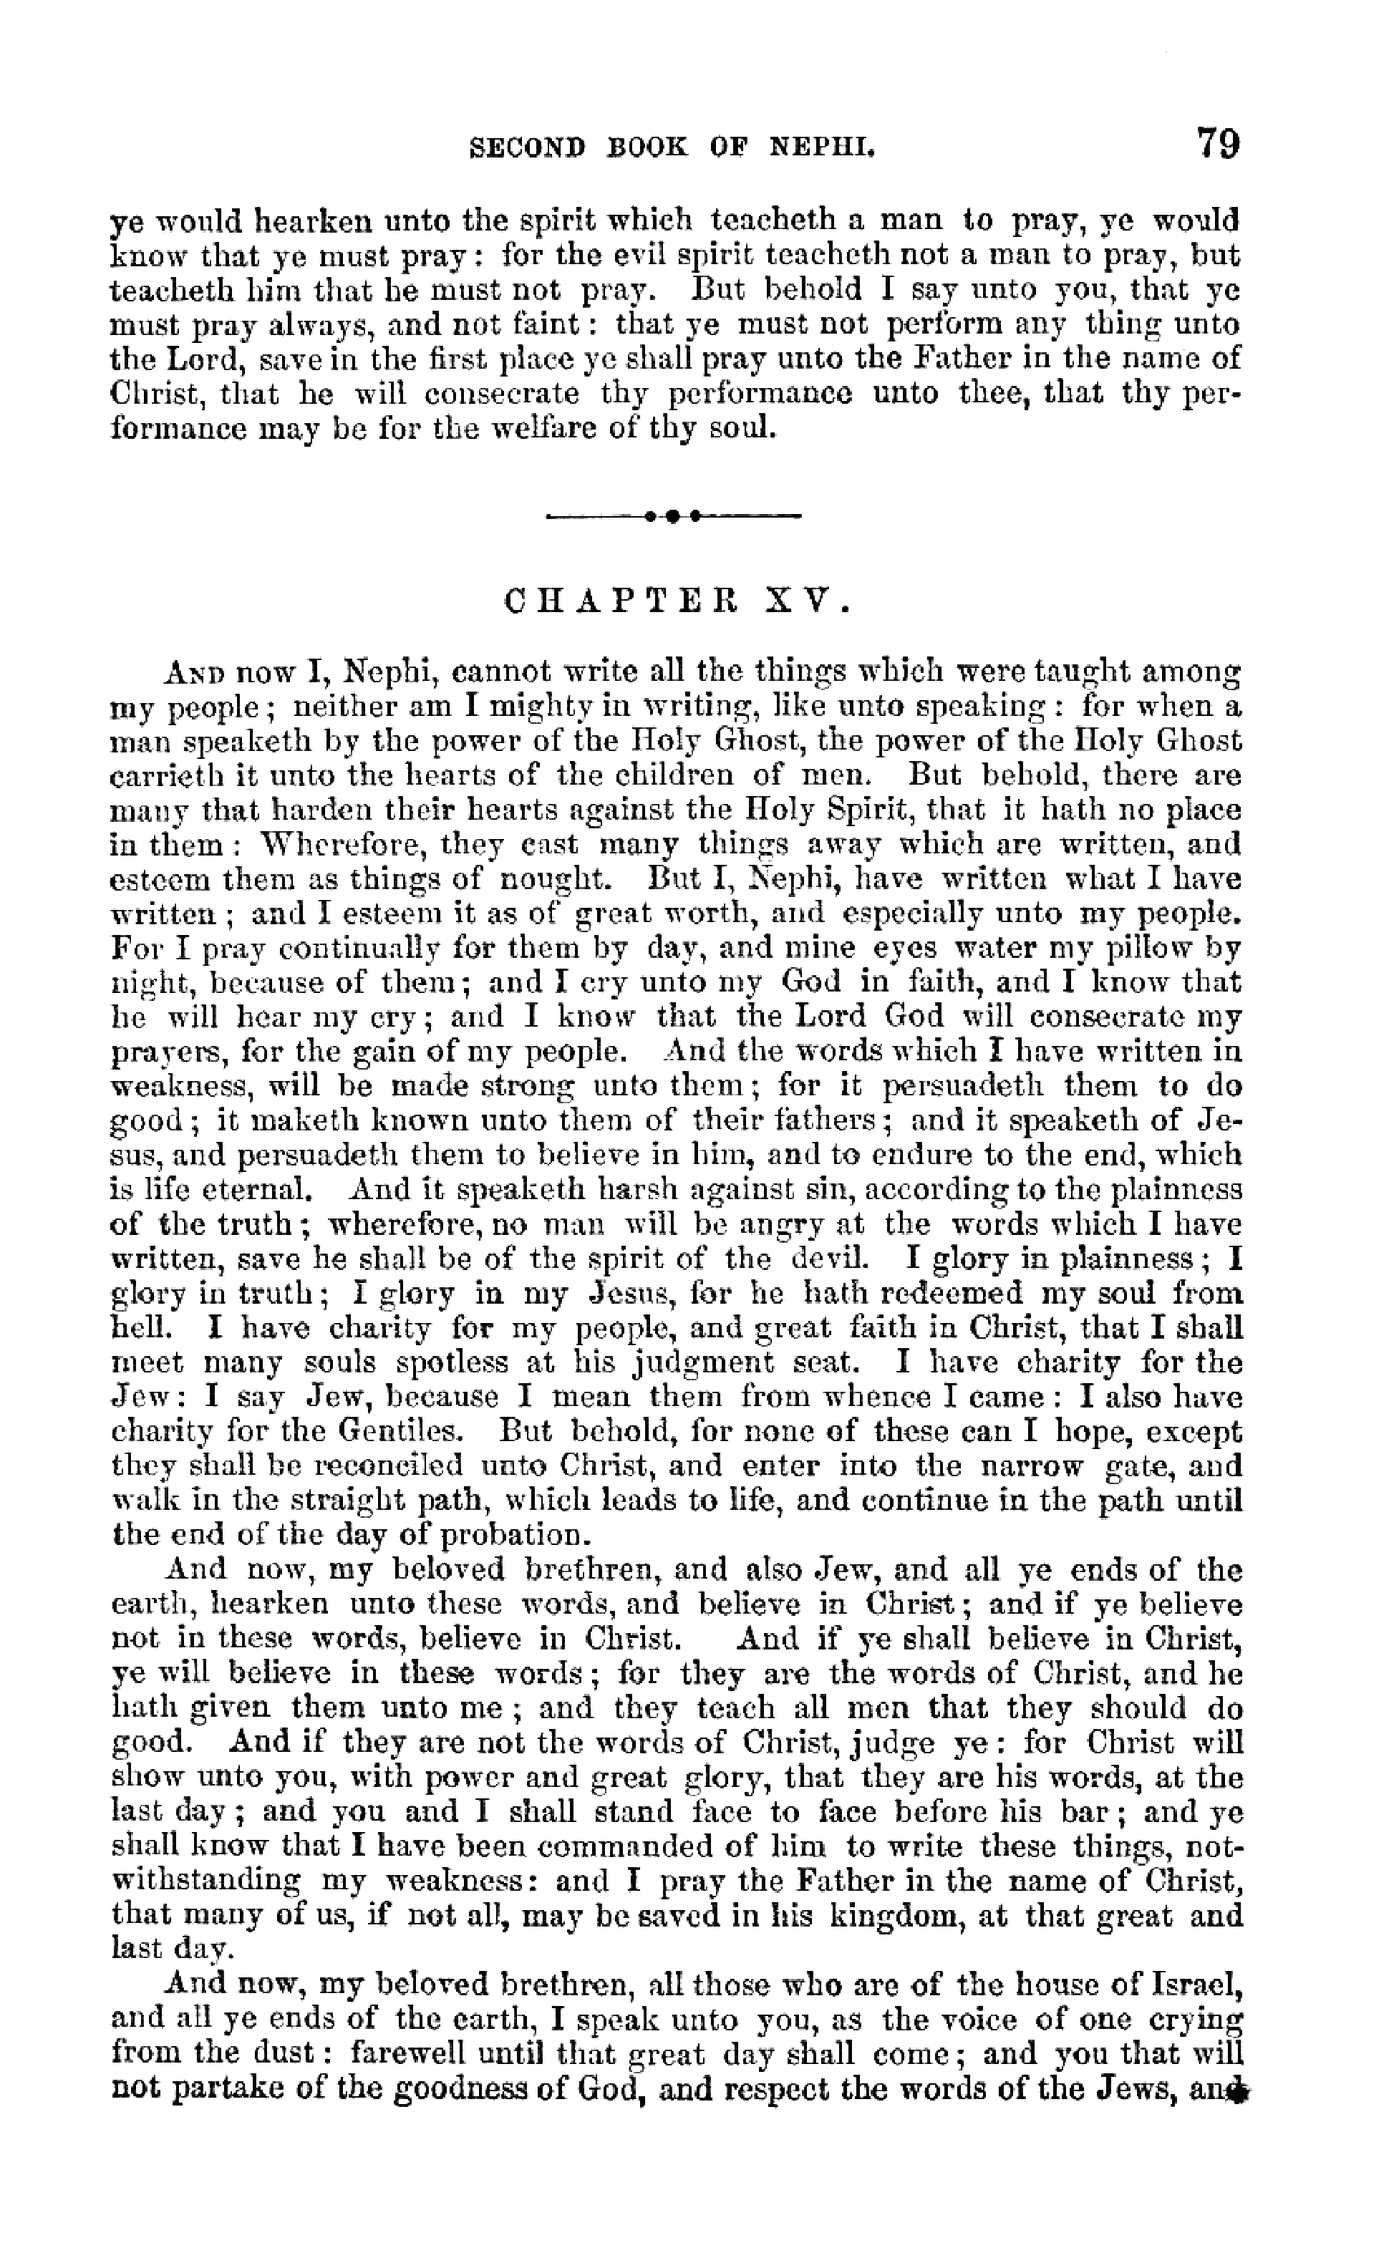 SECOND BOOK OF NEPHI. 79
ye would hearken unto the spirit which teacheth a man to pray, ye would
know that ye must pray: for the evil spirit teacheth not a man to pray, but
teacheth him that he must not pray. But behold I say unto you, that ye
must pray always, and not faint: that ye must not perform any thing unto
the Lord, save in the first place ye shall pray unto the Father in the name of
Christ, that he will consecrate thy performance unto thee, that thy per-
formance may be for the welfare of thy soul.
CHAPTER XV.
AND now I, Nephi, cannot write all the things which were taught among
my people; neither am I mighty in writing, like unto speaking: for when a
man speaketh by the power of the Holy Ghost, the power of the Holy Ghost
carrieth it unto the hearts of the children of men. But behold, there are
many that harden their hearts against the Holy Spirit, that it hath no place
in them: Wherefore, they cast many things away which are written, and
esteem them as things of nought. But I, Nephi, have written what I have
written; and I esteem it as of great worth, and especially unto my people.
For I pray continually for them by day, and mine eyes water my pillow by
night, because of them; and I cry unto my God in faith, and I know that
he will hear my cry; and I know that the Lord God will consecrate my
prayers, for the gain of my people. And the words which I have written in
weakness, will be made strong unto them; for it persuadeth them to do
good; it maketh known unto them of their fathers; and it speaketh of Je-
sus, and persuadeth them to believe in him, and to endure to the end, which
is life eternal. And it speaketh harsh against sin, according to the plainness
of the truth; wherefore, no man will be angry at the words which I have
written, save he shall be of the spirit of the devil. I glory in plainness; I
glory in truth; I glory in my Jesus, for he hath redeemed my soul from
hell. I have charity for my people, and great faith in Christ, that I shall
meet many souls spotless at his judgment seat. I have charity for the
Jew: I say Jew, because I mean them from whence I came: I also have
charity for the Gentiles. But behold, for none of these can I hope, except
they shall be reconciled unto Christ, and enter into the narrow gate, and
walk in the straight path, which leads to life, and continue in the path until
the end of the day of probation.
And now, my beloved brethren, and also Jew, and all ye ends of the
earth, hearken unto these words, and believe in Christ; and if ye believe
not in these words, believe in Christ. And if ye shall believe in Christ,
ye will believe in these words; for they are the words of Christ, and he
hath given them unto me; and they teach all men that they should do
good. And if they are not the words of Christ, judge ye: for Christ will
show unto you, with power and great glory, that they are his words, at the
last day; and you and I shall stand face to face before his bar; and ye
shall know that I have been commanded of him to write these things, not-
withstanding my weakness: and I pray the Father in the name of Christ,
that many of us, if not all, may be saved in his kingdom, at that great and
last day.
And now, my beloved brethren, all those who are of the house of Israel,
and all ye ends of the earth, I speak unto you, as the voice of one crying
from the dust: farewell until that great day shall come; and you that will
not partake of the goodness of God, and respect the words of the Jews, and